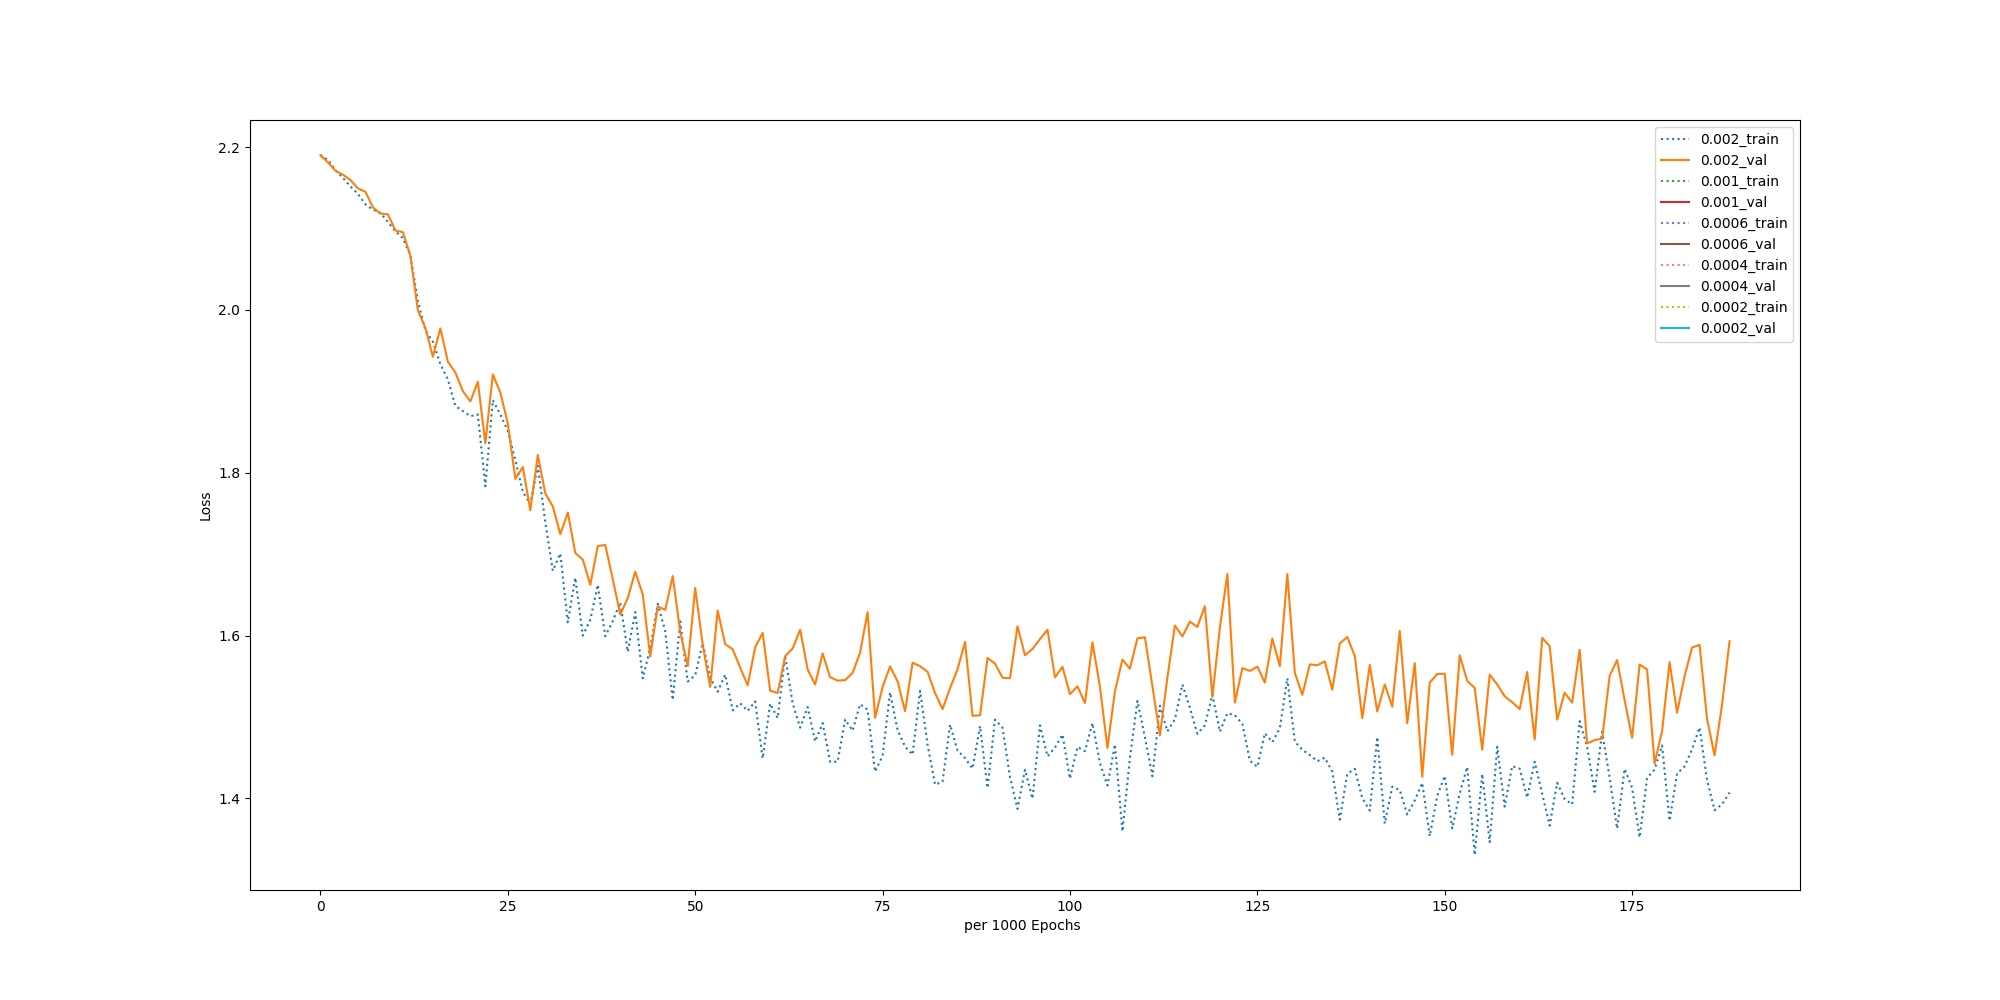 2.2
2.0
1.8
1.6
1.4
Loss
0 25 50 75 100 125 150 175
per 1000 Epochs
0.002_train
0.002_val
0.001_train
0.001_val
0.0006_train
0.0006_val
0.0004_train
0.0004_val
0.0002_train
0.0002_val